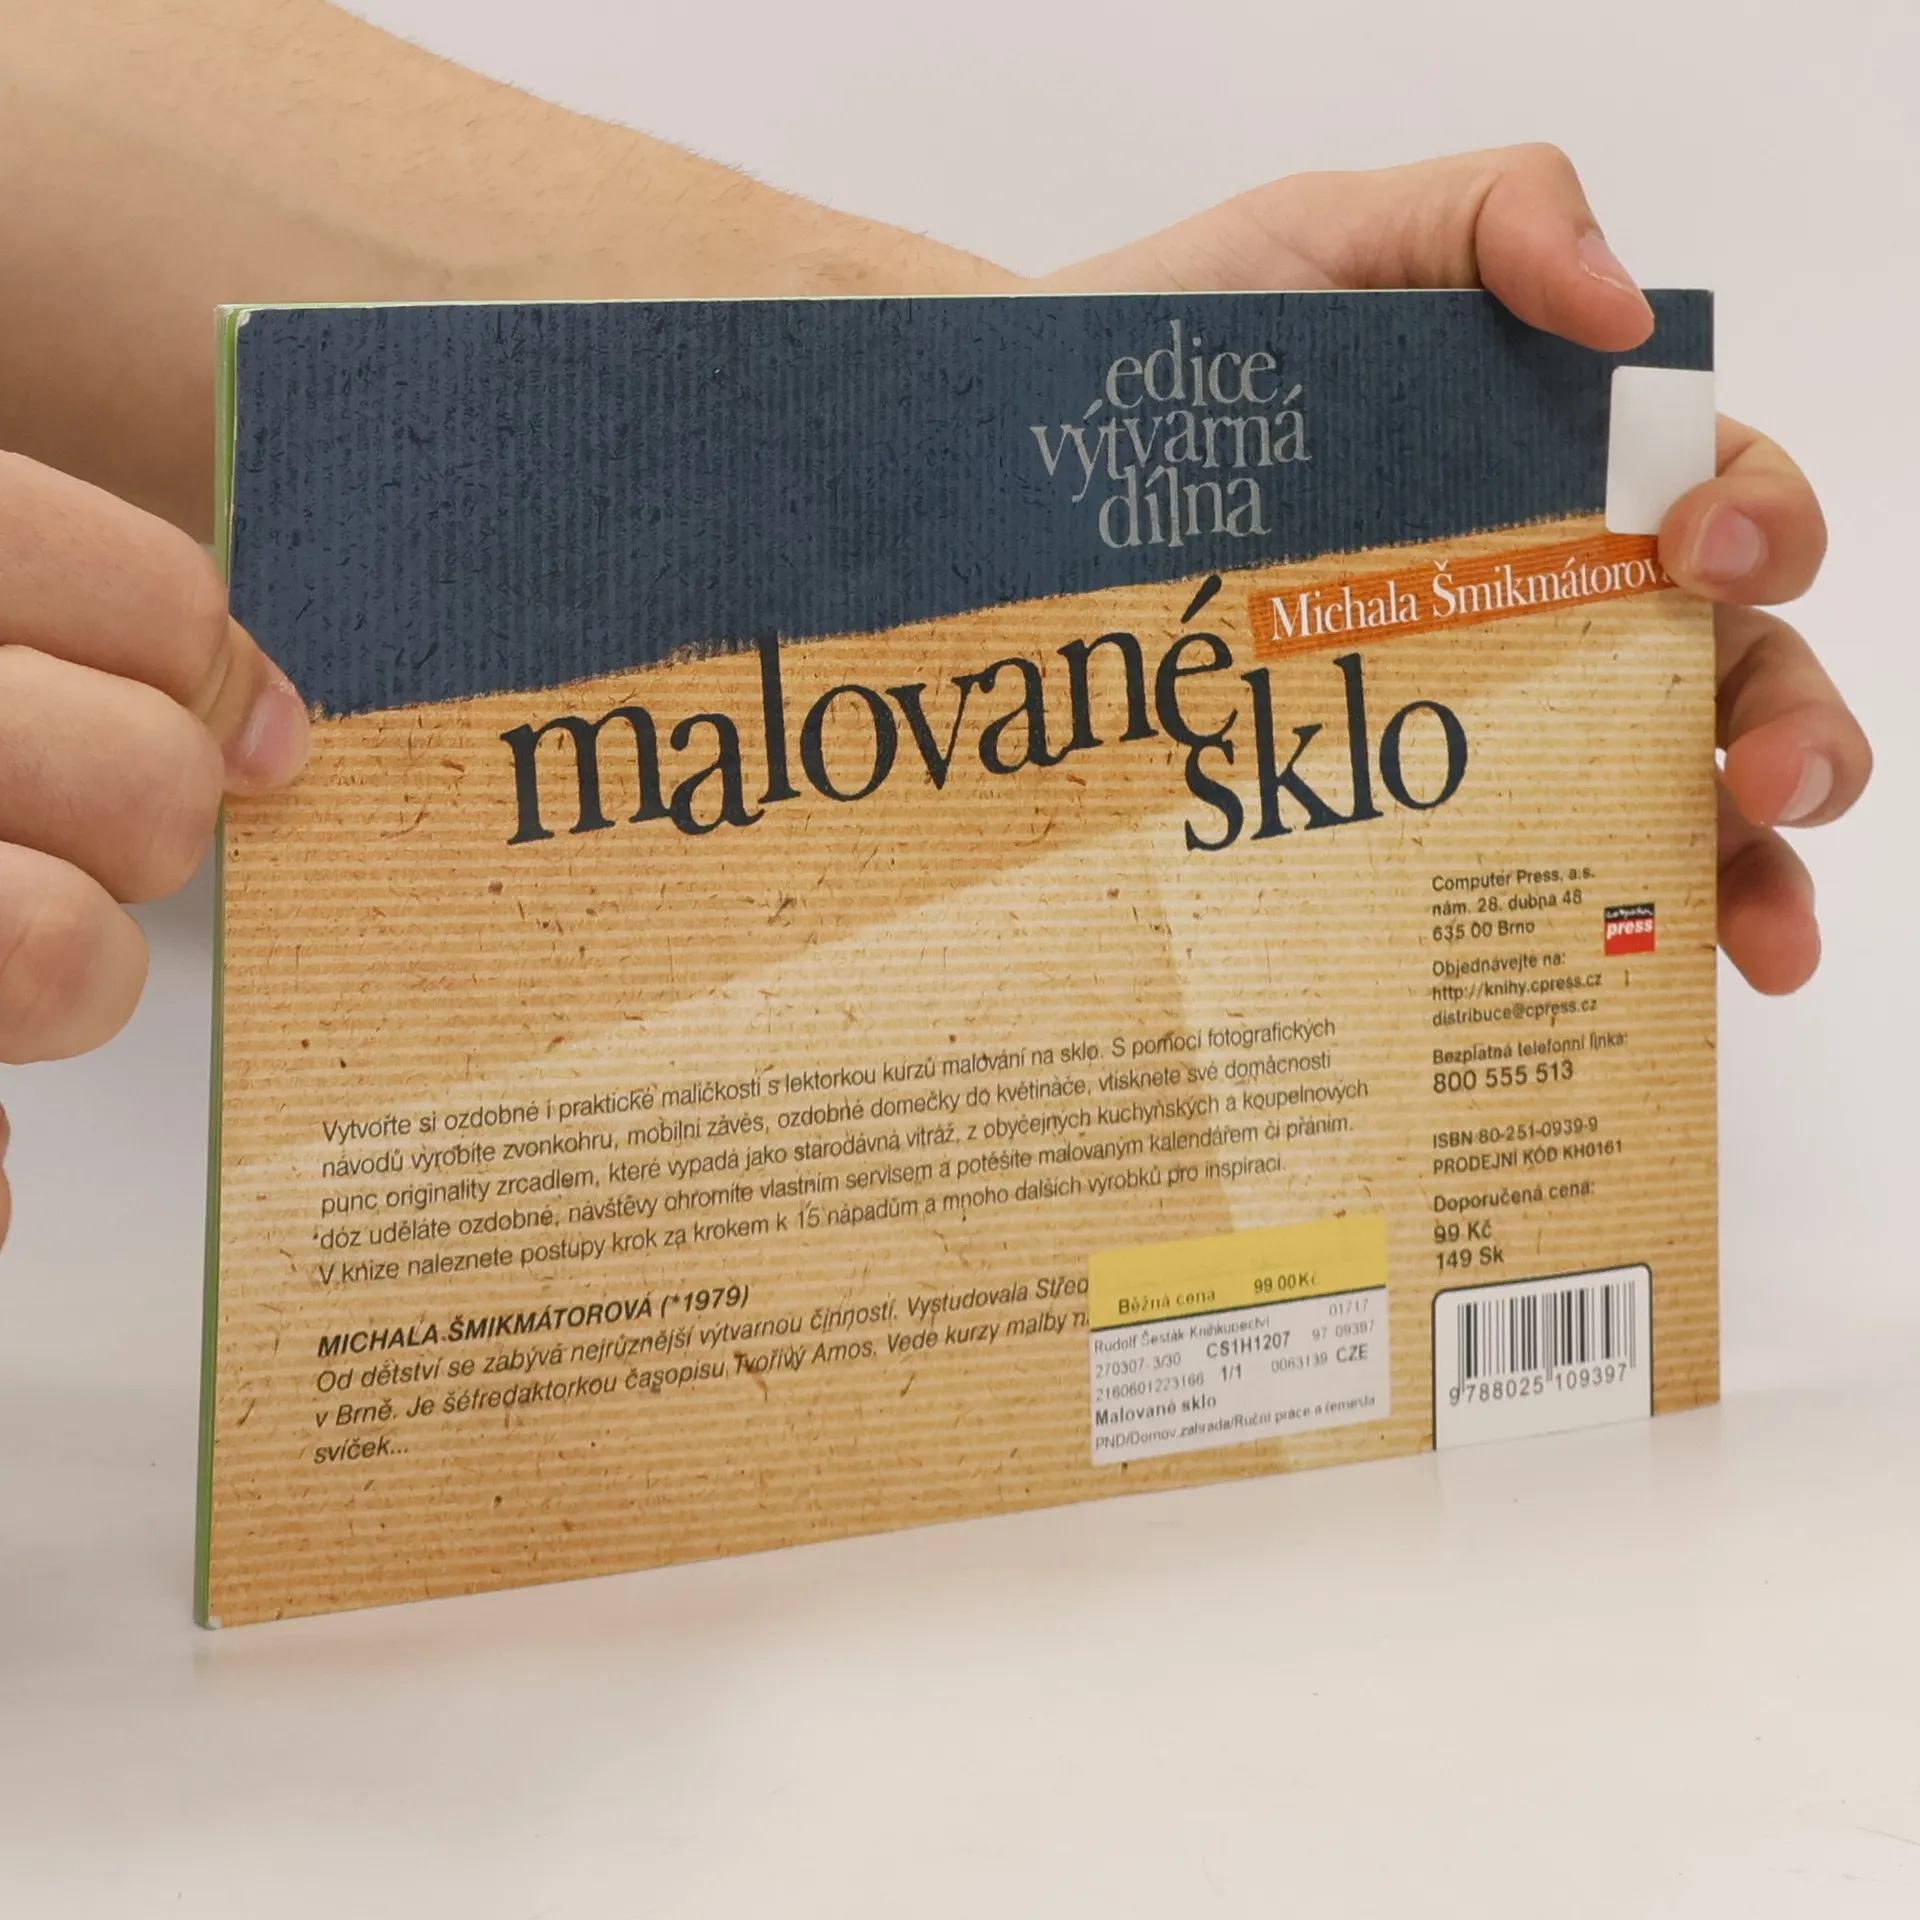 edice
výtvarná
dílna
Michala Šmikmátorov
malované
sklo
Computer Press, a.s.
nám. 28. dubna 48
635 00 Brno
press
Objednávejte na:
http://knihy.cpress.cz
distribuce@cpress.cz
Bezplatná telefonní linka:
800 555 513
ISBN 80-251-0939-9
PRODEJNÍ KÓD KH0161
Doporučená cena:
99 Kč
149 Sk
9788025109397
Vytvořte si ozdobné i praktické maličkosti s lektorkou kurzů malování na sklo. S pomocí fotografických
návodů vyrobíte zvonkohru, mobilní závěs, ozdobné domečky do květináče, vtisknete své domácnosti
punc originality zrcadlem, které vypadá jako starodávná vitráž, z obyčejných kuchyňských a koupelnových
dóz uděláte ozdobné, návštěvy ohromíte vlastním servisem a potěšíte malovaným kalendářem či přáním.
V knize naleznete postupy krok za krokem k 15 nápadům a mnoho dalších výrobků pro inspiraci.
MICHALA ŠMIKMÁTOROVÁ (*1979)
Od dětství se zabývá nejrůznější výtvarnou činností. Vystudovala Střed
v Brně. Je šéfredaktorkou časopisu Tvořivý Amos. Vede kurzy malby n
svíček...
Běžná cena 99.00Kč
01717
Rudolf Šesták Knihkupectví
270307 3/30 CS1H1207 97 09397
2160601223166 1/1 0063139 CZE
Malované sklo
PND/Domov,zahrada/Ruční práce a řemesla